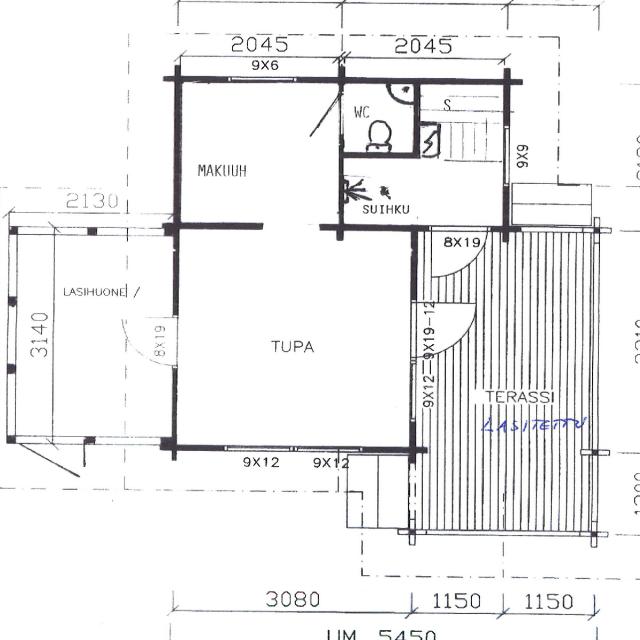 2045 2045
9X6
WC
S
9X9
MAKUUH
2130
SUIHKU
8X19
LASIHUONE /
3140
8X19
TUPA
9X12–9X19–12
TERASSI
LASITETTU
9X12 9X12
3080 1150 1150
UM 5450